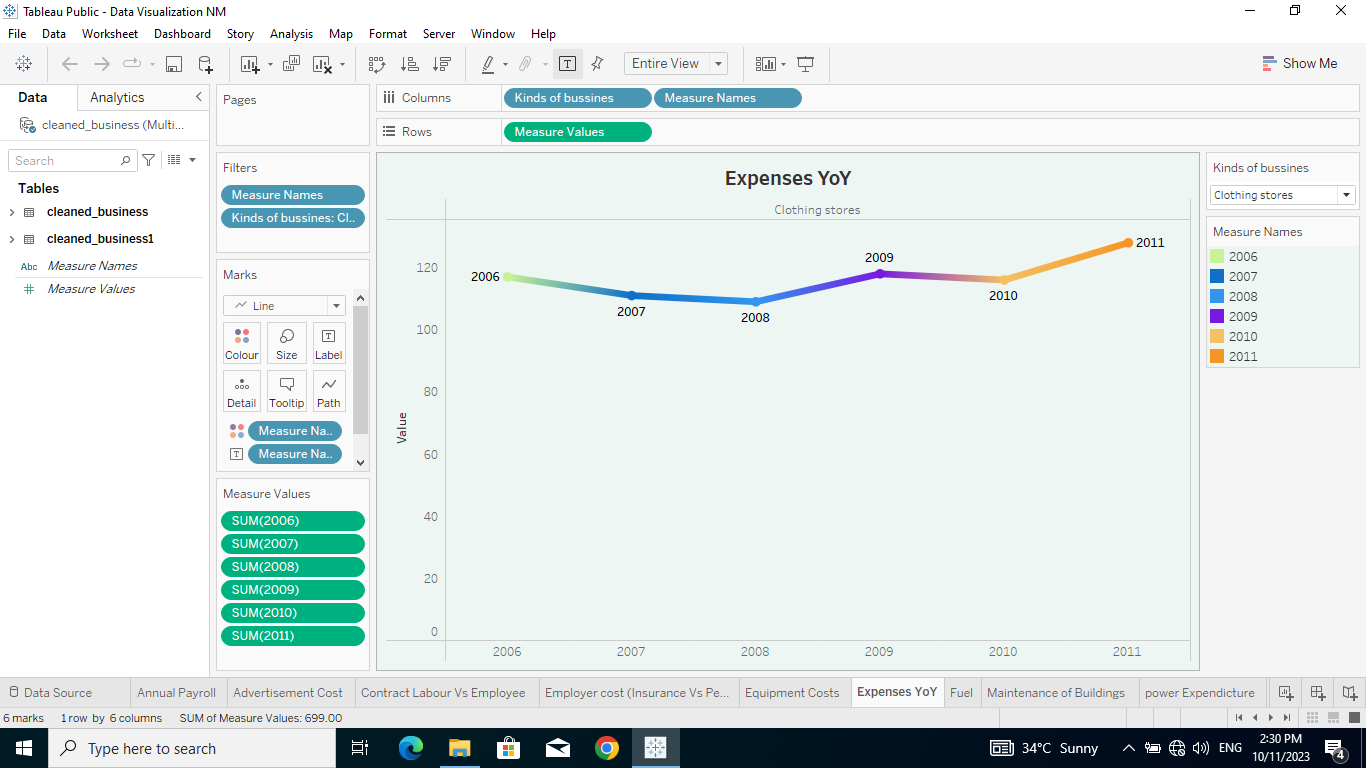 Tableau Public - Data Visualization NM
File Data Worksheet Dashboard Story Analysis Map Format Server Window Help
Entire View
Show Me
Data Analytics
cleaned_business (Multi...
Search
Tables
cleaned_business
cleaned_business1
Abc Measure Names
Measure Values
Pages
Filters
Measure Names
Kinds of bussines: Cl..
Marks
Line
Colour Size Label
Detail Tooltip Path
Measure Na..
Measure Na..
Measure Values
SUM(2006)
SUM(2007)
SUM(2008)
SUM(2009)
SUM(2010)
SUM(2011)
Columns Kinds of bussines Measure Names
Rows Measure Values
Expenses YoY
Clothing stores
Value
120
100
80
60
40
20
0
2006
2007
2008
2009
2010
2011
2006 2007 2008 2009 2010 2011
Kinds of bussines
Clothing stores
Measure Names
2006
2007
2008
2009
2010
2011
Data Source Annual Payroll Advertisement Cost Contract Labour Vs Employee Employer cost (Insurance Vs Pe... Equipment Costs Expenses YoY Fuel Maintenance of Buildings power Expendicture
6 marks 1 row by 6 columns SUM of Measure Values: 699.00
Type here to search
34°C Sunny
ENG
2:30 PM
10/11/2023
4